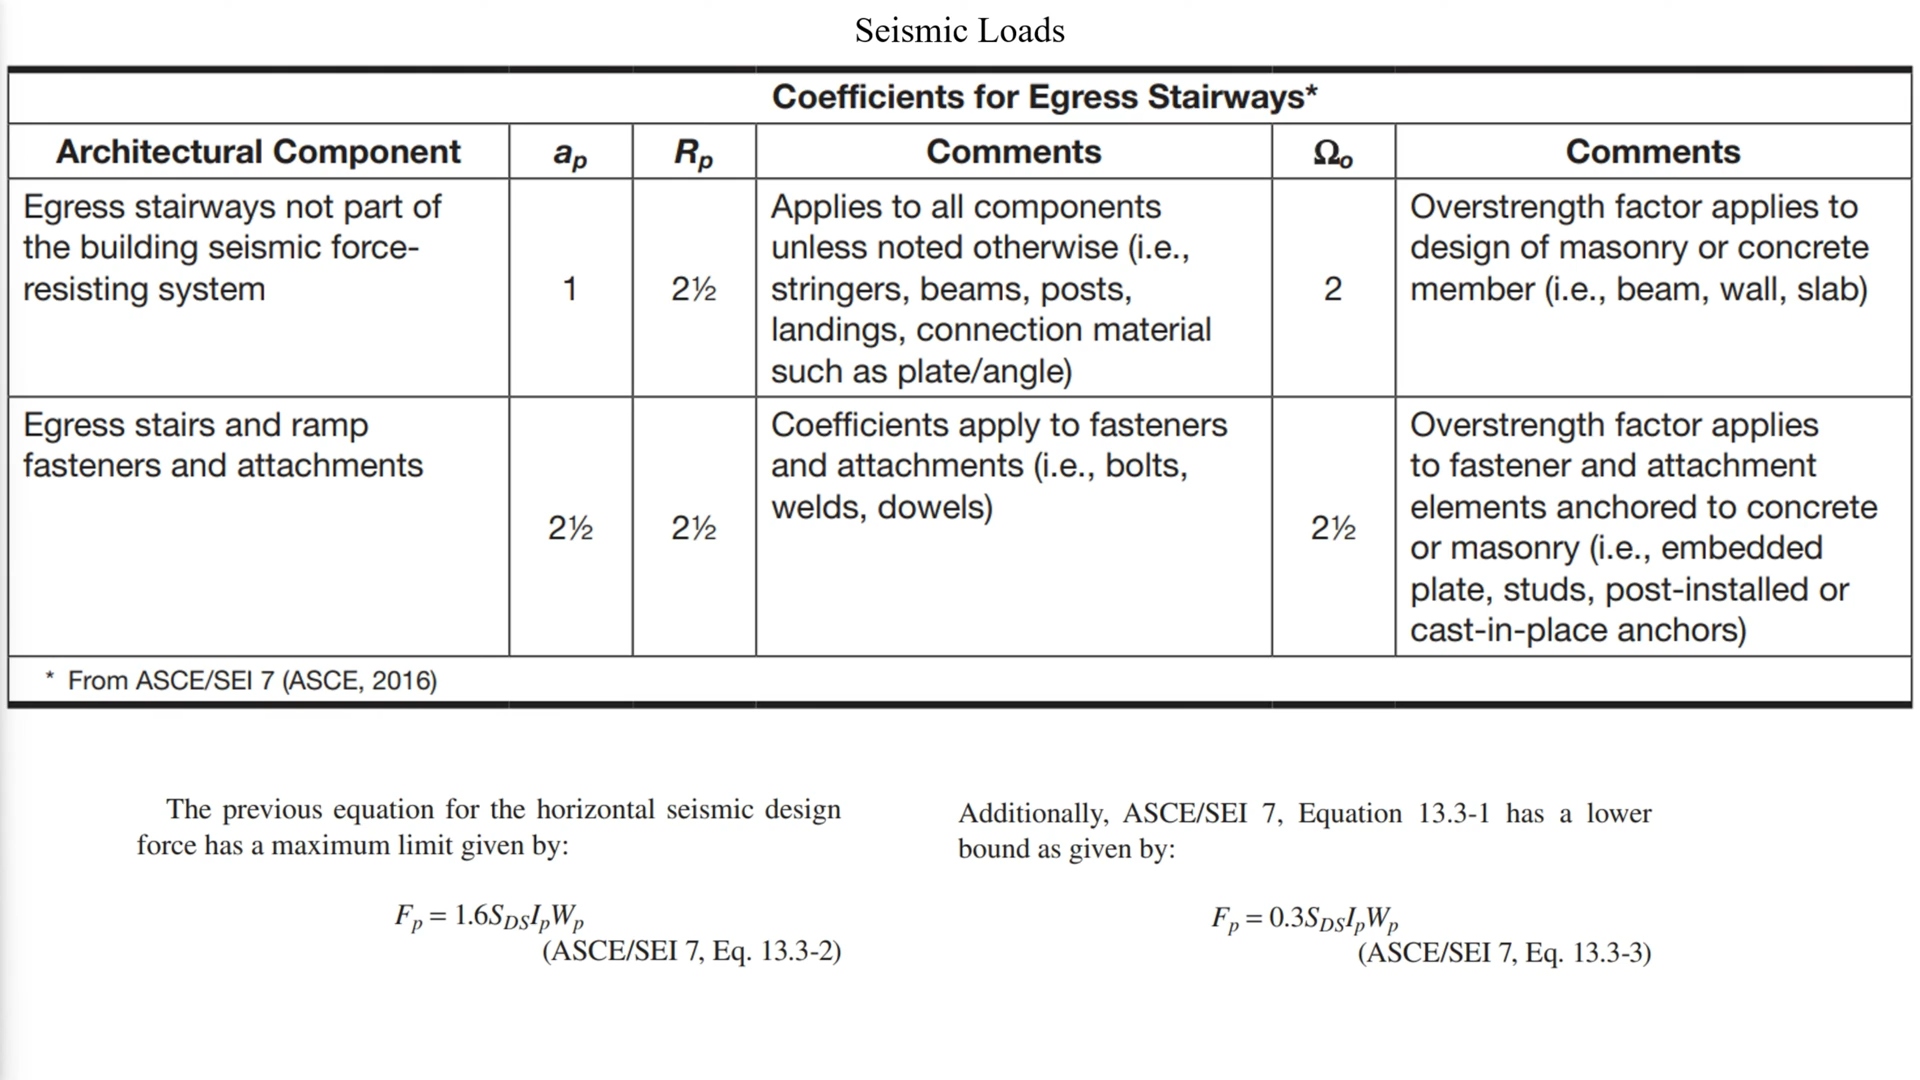 Seismic Loads
Coefficients for Egress Stairways*
Architectural Component aₚ Rₚ Comments Ωₒ Comments
Egress stairways not part of
the building seismic force-
resisting system
1
2½
Applies to all components
unless noted otherwise (i.e.,
stringers, beams, posts,
landings, connection material
such as plate/angle)
2
Overstrength factor applies to
design of masonry or concrete
member (i.e., beam, wall, slab)
Egress stairs and ramp
fasteners and attachments
2½
2½
Coefficients apply to fasteners
and attachments (i.e., bolts,
welds, dowels)
2½
Overstrength factor applies
to fastener and attachment
elements anchored to concrete
or masonry (i.e., embedded
plate, studs, post-installed or
cast-in-place anchors)
* From ASCE/SEI 7 (ASCE, 2016)
The previous equation for the horizontal seismic design
force has a maximum limit given by:
Fₚ = 1.6S_DS IₚWₚ
(ASCE/SEI 7, Eq. 13.3-2)
Additionally, ASCE/SEI 7, Equation 13.3-1 has a lower
bound as given by:
Fₚ = 0.3S_DS IₚWₚ
(ASCE/SEI 7, Eq. 13.3-3)